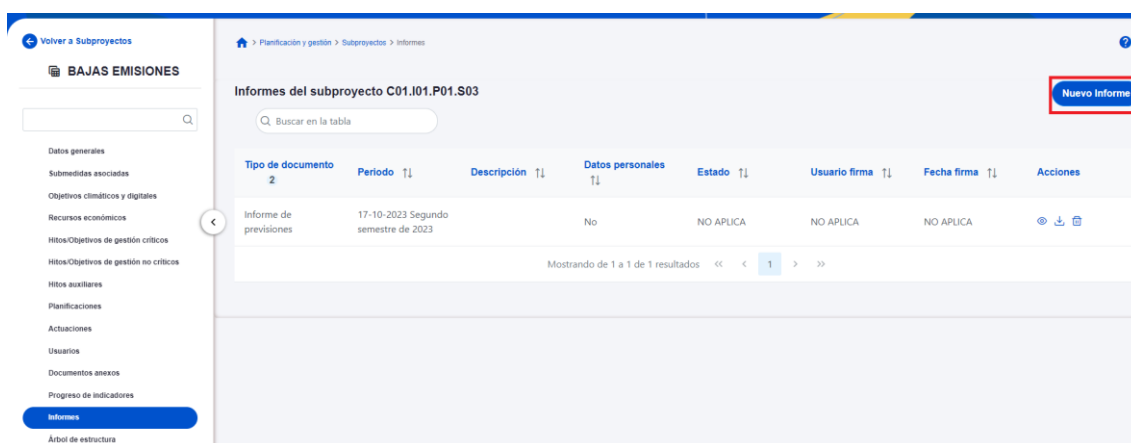 Volver a Subproyectos
BAJAS EMISIONES
Datos generales
Submedidas asociadas
Objetivos climáticos y digitales
Recursos económicos
Hitos/Objetivos de gestión críticos
Hitos/Objetivos de gestión no críticos
Hitos auxiliares
Planificaciones
Actuaciones
Usuarios
Documentos anexos
Progreso de indicadores
Informes
Árbol de estructura
> Planificación y gestión > Subproyectos > Informes
?
Informes del subproyecto C01.I01.P01.S03
Nuevo Informe
Buscar en la tabla
Tipo de documento 2 Periodo Descripción Datos personales Estado Usuario firma Fecha firma Acciones
Informe de 17-10-2023 Segundo No NO APLICA NO APLICA NO APLICA
previsiones semestre de 2023
Mostrando de 1 a 1 de 1 resultados << < 1 > >>